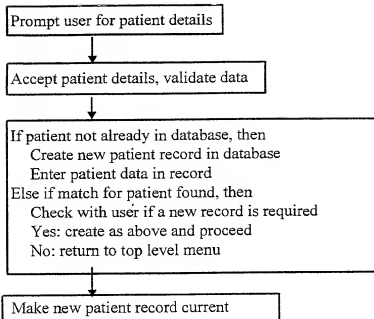 Prompt user for patient details
Accept patient details, validate data
If patient not already in database, then
Create new patient record in database
Enter patient data in record
Else if match for patient found, then
Check with user if a new record is required
Yes: create as above and proceed
No: return to top level menu
Make new patient record current